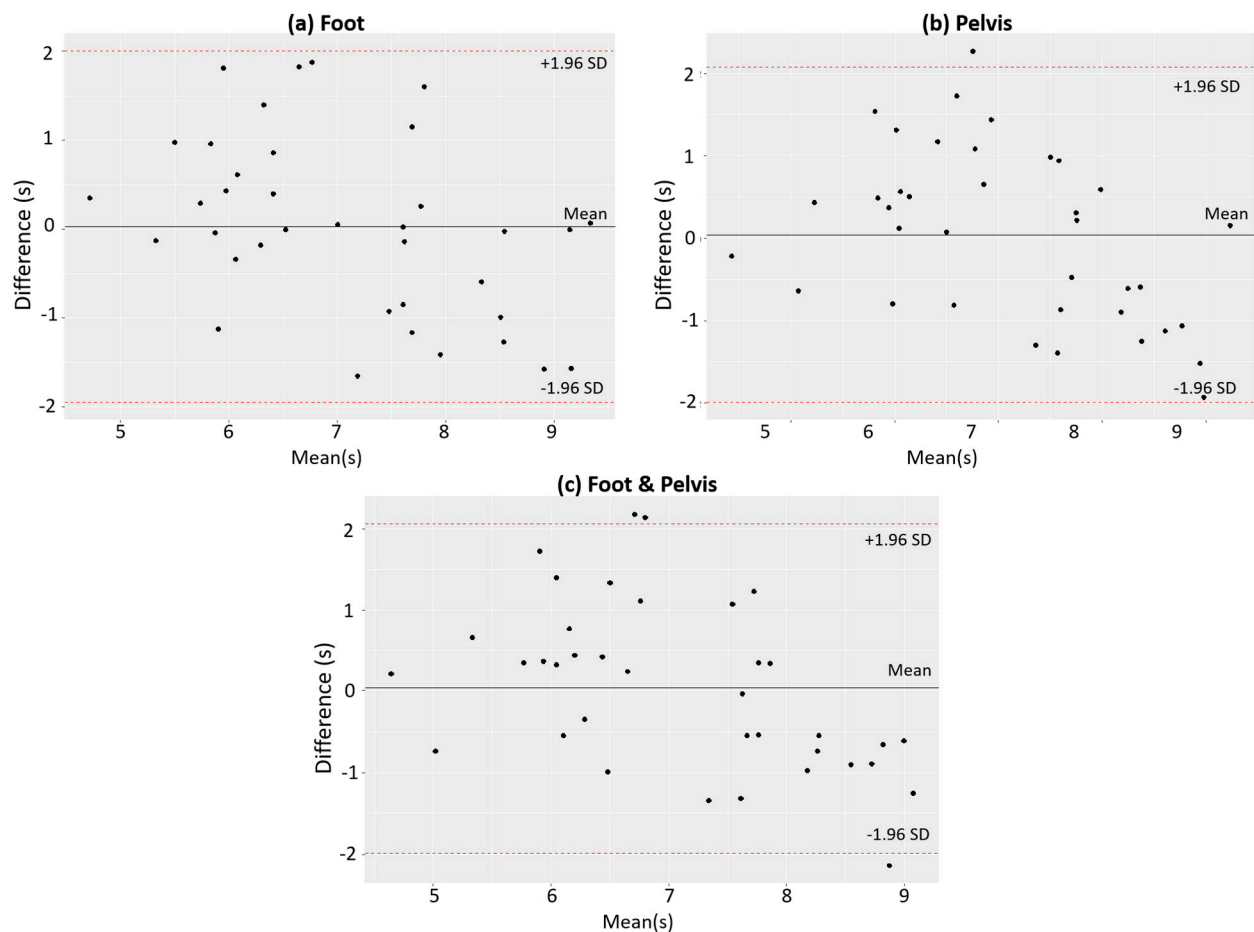 (a) Foot
2
+1.96 SD
1
Mean
0
-1
-1.96 SD
-2
Difference (s)
5 6 7 8 9
Mean(s)
(b) Pelvis
2
+1.96 SD
1
Mean
0
-1
-1.96 SD
-2
Difference (s)
5 6 7 8 9
Mean(s)
(c) Foot & Pelvis
2
+1.96 SD
1
Mean
0
-1
-1.96 SD
-2
Difference (s)
5 6 7 8 9
Mean(s)